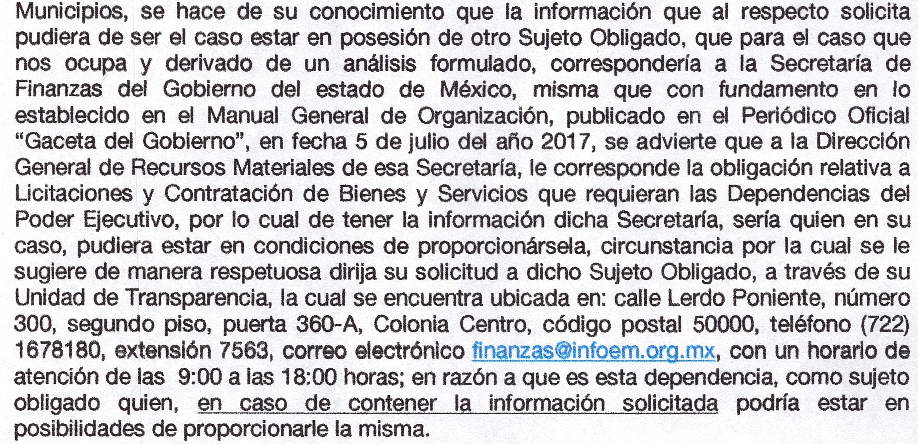 Municipios, se hace de su conocimiento que la información que al respecto solicita
pudiera de ser el caso estar en posesión de otro Sujeto Obligado, que para el caso que
nos ocupa y derivado de un análisis formulado, correspondería a la Secretaría de
Finanzas del Gobierno del estado de México, misma que con fundamento en lo
establecido en el Manual General de Organización, publicado en el Periódico Oficial
“Gaceta del Gobierno”, en fecha 5 de julio del año 2017, se advierte que a la Dirección
General de Recursos Materiales de esa Secretaría, le corresponde la obligación relativa a
Licitaciones y Contratación de Bienes y Servicios que requieran las Dependencias del
Poder Ejecutivo, por lo cual de tener la información dicha Secretaría, sería quien en su
caso, pudiera estar en condiciones de proporcionársela, circunstancia por la cual se le
sugiere de manera respetuosa dirija su solicitud a dicho Sujeto Obligado, a través de su
Unidad de Transparencia, la cual se encuentra ubicada en: calle Lerdo Poniente, número
300, segundo piso, puerta 360-A, Colonia Centro, código postal 50000, teléfono (722)
1678180, extensión 7563, correo electrónico finanzas@infoem.org.mx, con un horario de
atención de las 9:00 a las 18:00 horas; en razón a que es esta dependencia, como sujeto
obligado quien, en caso de contener la información solicitada podría estar en
posibilidades de proporcionarle la misma.